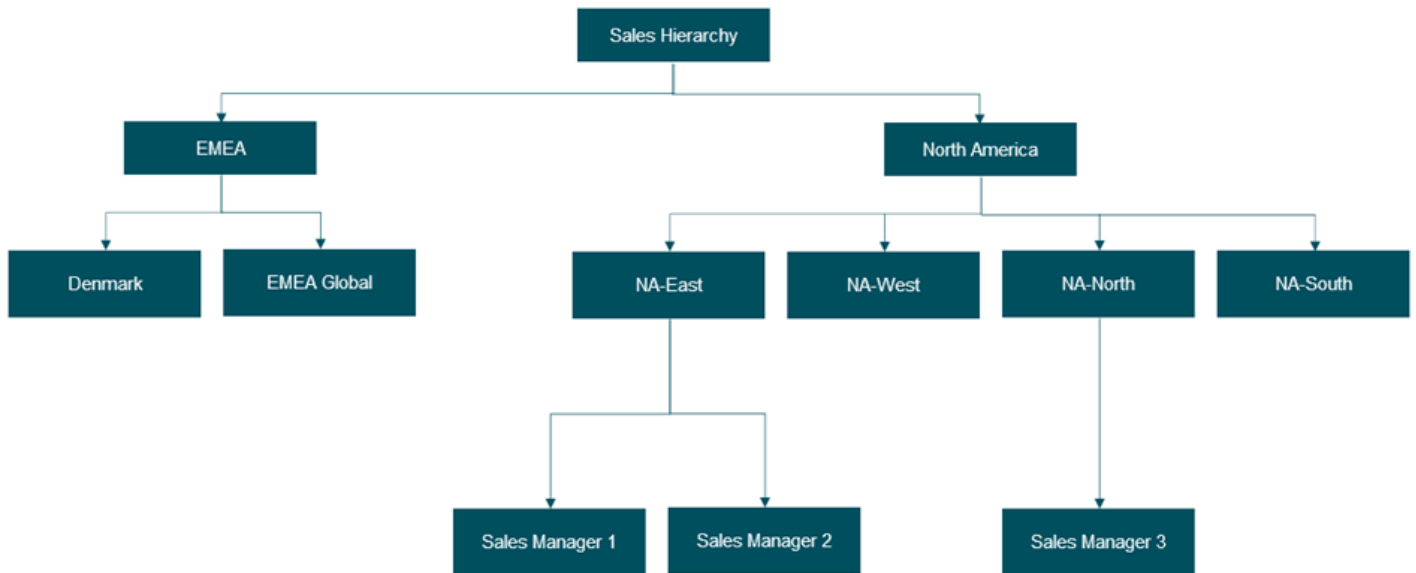 Sales Hierarchy
EMEA
North America
Denmark
EMEA Global
NA-East
NA-West
NA-North
NA-South
Sales Manager 1
Sales Manager 2
Sales Manager 3